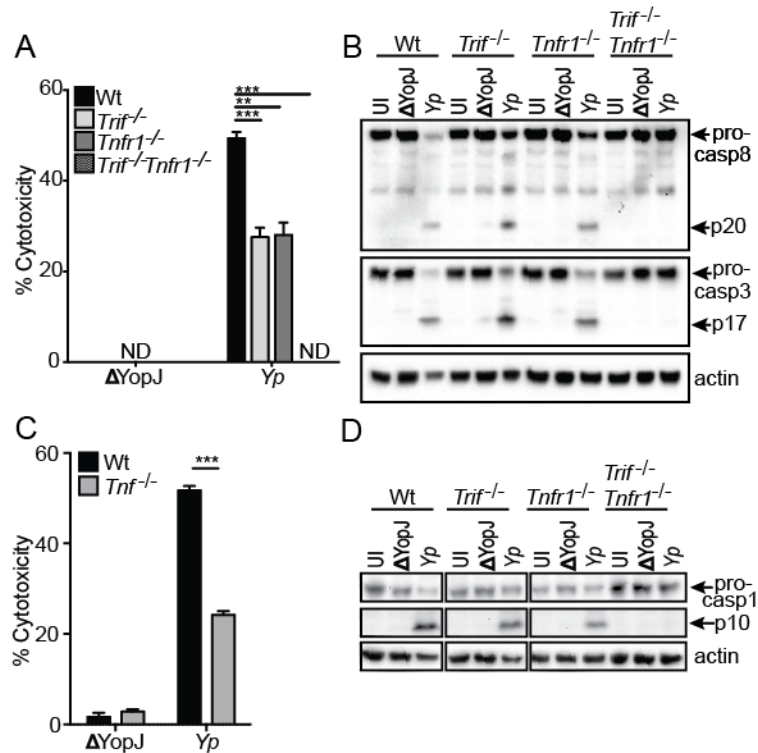 A
% Cytotoxicity
60
40
20
0
Wt
Trif-/-
Tnfr1-/-
Trif-/-Tnfr1-/-
***
**
***
ND
ND
ΔYopJ
Yp
B
Wt
Trif-/-
Tnfr1-/-
Trif-/-
Tnfr1-/-
UI ΔYopJ Yp UI ΔYopJ Yp UI ΔYopJ Yp UI ΔYopJ Yp
pro-
casp8
p20
pro-
casp3
p17
actin
C
% Cytotoxicity
60
40
20
0
Wt
Tnf-/-
***
ΔYopJ
Yp
D
Wt
Trif-/-
Tnfr1-/-
Trif-/-
Tnfr1-/-
UI ΔYopJ Yp UI ΔYopJ Yp UI ΔYopJ Yp UI ΔYopJ Yp
pro-
casp1
p10
actin